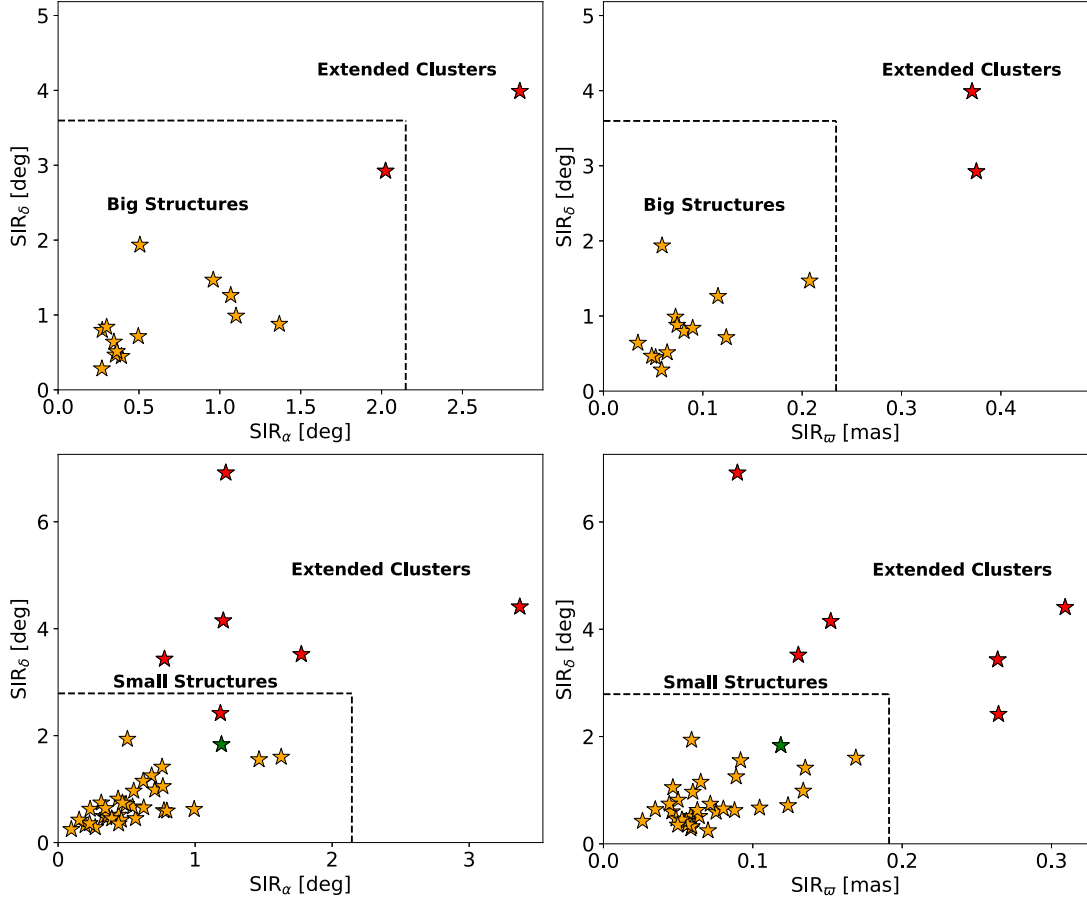 5
4
3
2
1
0
SIRδ [deg]
Extended Clusters
Big Structures
0.0 0.5 1.0 1.5 2.0 2.5
SIRα [deg]
5
4
3
2
1
0
SIRδ [deg]
Extended Clusters
Big Structures
0.0 0.1 0.2 0.3 0.4
SIRϖ [mas]
6
4
2
0
SIRδ [deg]
Extended Clusters
Small Structures
0 1 2 3
SIRα [deg]
6
4
2
0
SIRδ [deg]
Extended Clusters
Small Structures
0.0 0.1 0.2 0.3
SIRϖ [mas]